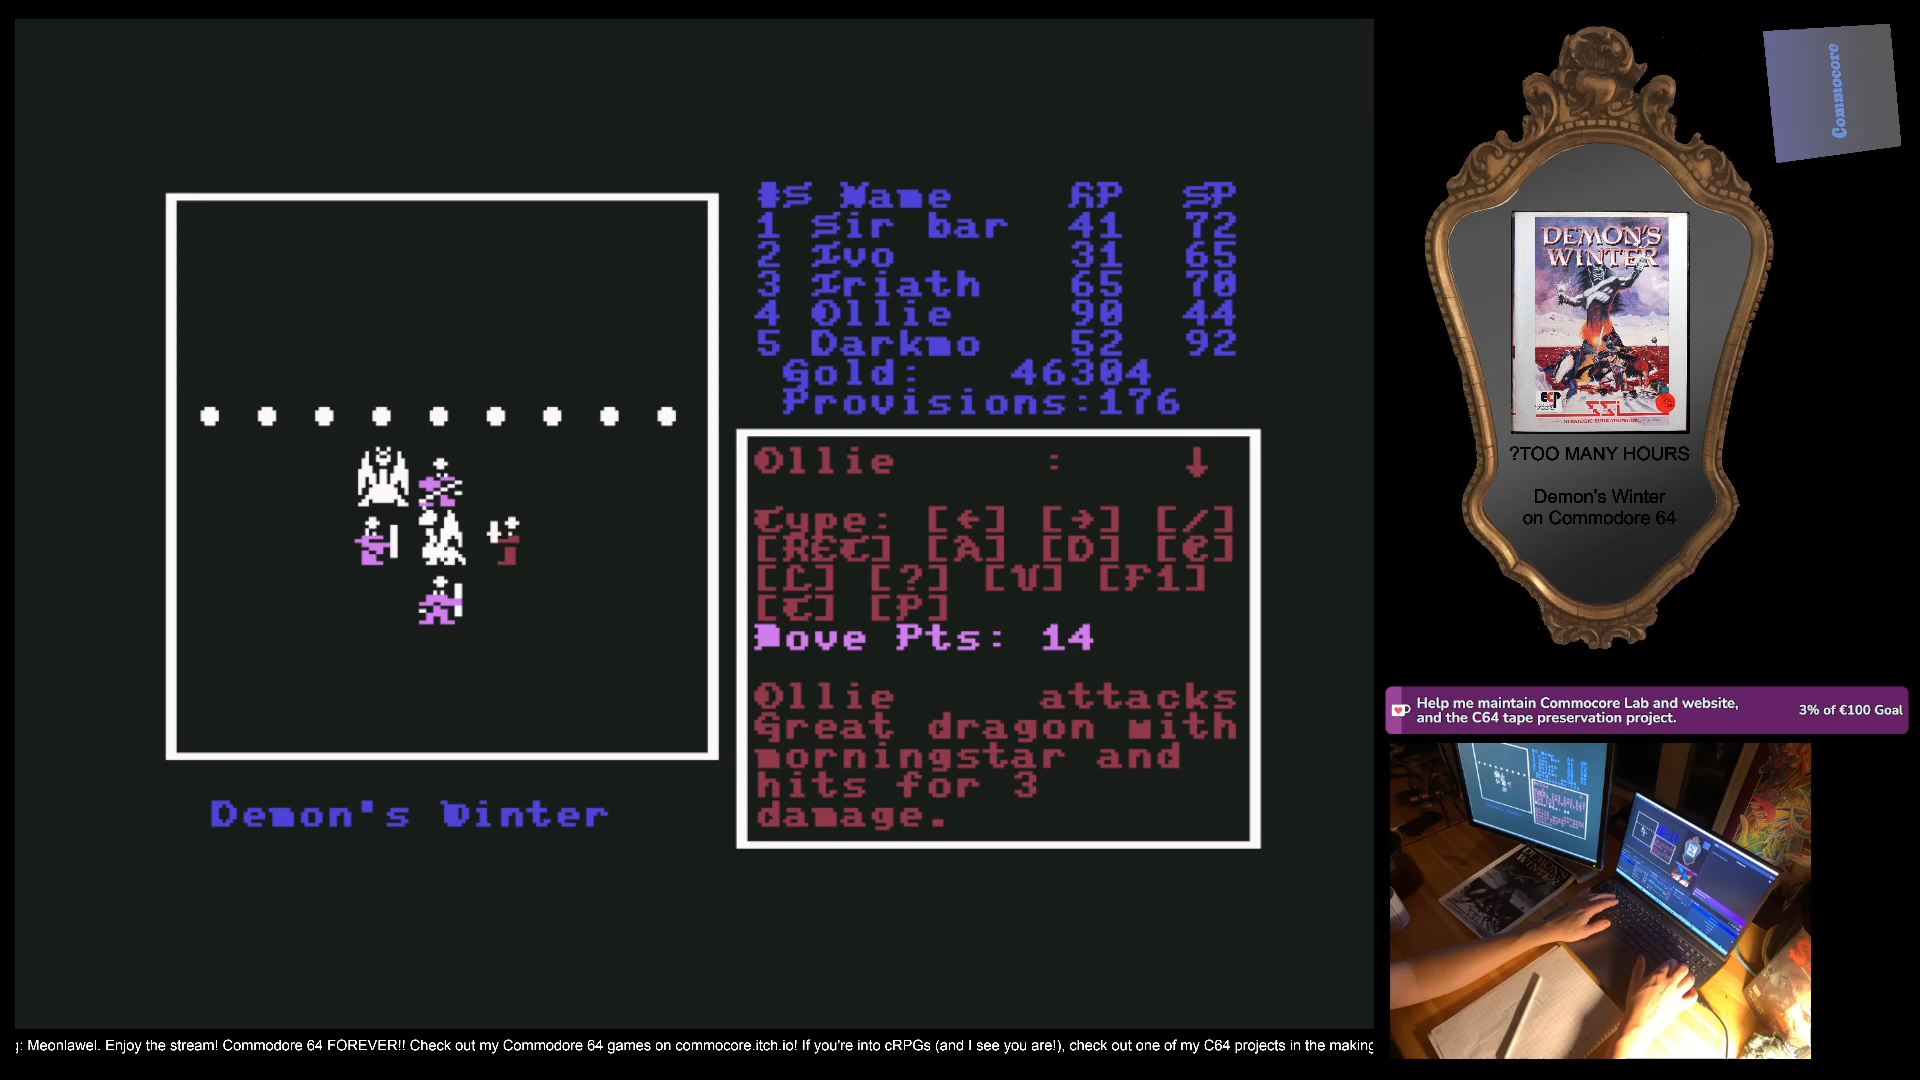 #S Name HP SP
1 Sir bar 41 72
2 Ivo 31 65
3 Iriath 65 70
4 Ollie 90 44
5 Darkmo 52 92
Gold: 46304
Provisions:176
Ollie : ↓
Type: [←] [→] [/]
[RET] [A] [D] [C]
[L] [?] [V] [F1]
[T] [P]
Move Pts: 14
Ollie attacks
Great dragon with
morningstar and
hits for 3
damage.
Demon's Winter
Commocore
DEMON'S
WINTER
SSI
STRATEGIC SIMULATIONS, INC.
?TOO MANY HOURS
Demon's Winter
on Commodore 64
Help me maintain Commocore Lab and website,
and the C64 tape preservation project.
3% of €100 Goal
g: Meonlawel. Enjoy the stream! Commodore 64 FOREVER!! Check out my Commodore 64 games on commocore.itch.io! If you're into cRPGs (and I see you are!), check out one of my C64 projects in the making